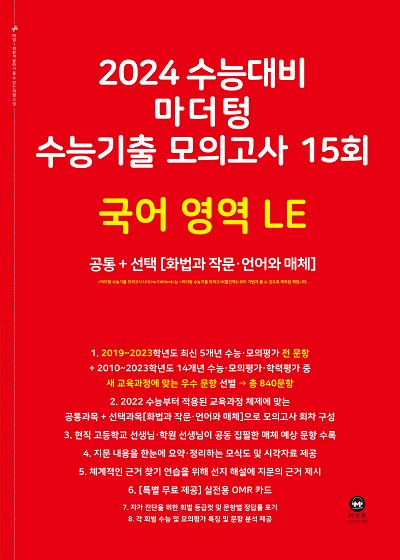 2024 수능대비
마더텅
수능기출 모의고사 15회
국어 영역 LE
공통 + 선택 [화법과 작문·언어와 매체]
1. 2019~2023학년도 최신 5개년 수능·모의평가 전 문항
+ 2010~2023학년도 14개년 수능·모의평가·학력평가 중
새 교육과정에 맞는 우수 문항 선별 → 총 840문항
2. 2022 수능부터 적용된 교육과정 체제에 맞는
공통과목 + 선택과목[화법과 작문·언어와 매체]으로 모의고사 회차 구성
3. 현직 고등학교 선생님·학원 선생님이 공동 집필한 매체 예상 문항 수록
4. 지문 내용을 한눈에 요약·정리하는 모식도 및 시각자료 제공
5. 체계적인 근거 찾기 연습을 위해 선지 해설에 지문의 근거 제시
6. [특별 무료 제공] 실전용 OMR 카드
7. 자가 진단을 위한 회별 등급컷 및 문항별 정답률 표기
8. 각 회별 수능 및 모의평가 특징 및 문항 분석 제공